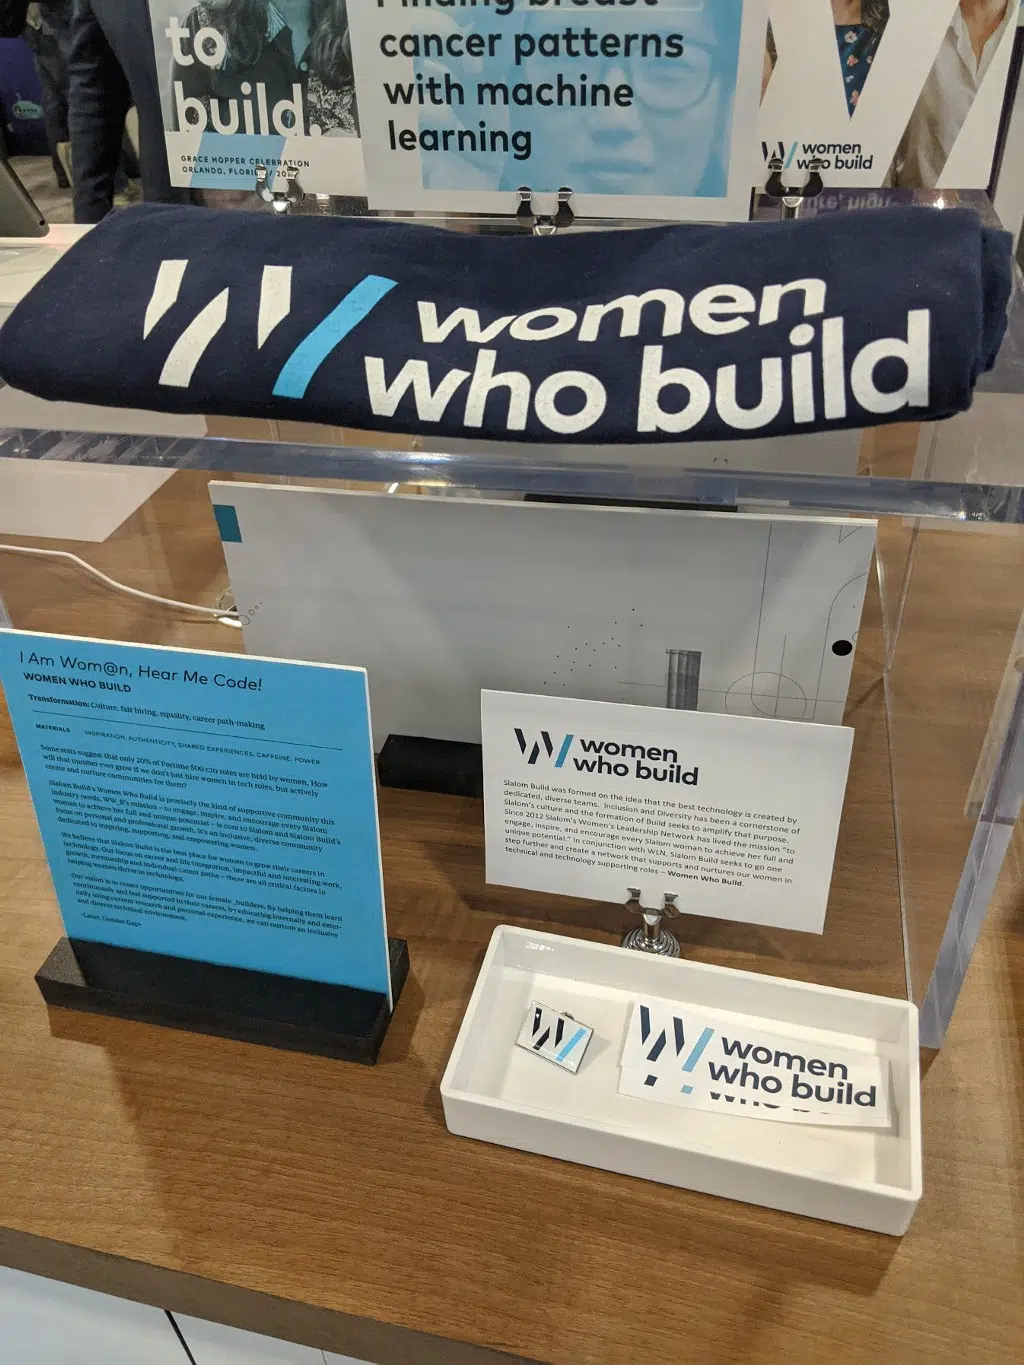 to
build.
GRACE HOPPER CELEBRATION
ORLANDO, FLORIDA
Finding breast
cancer patterns
with machine
learning
women
who build
women
who build
I Am Wom@n, Hear Me Code!
WOMEN WHO BUILD
Transformation: Culture, fair hiring, equality, career path-making
MATERIALS INSPIRATION, AUTHENTICITY, SHARED EXPERIENCES, CAFFEINE, POWER
Some stats suggest that only 20% of Fortune 500 CIO roles are held by women. How
will that number ever grow if we don't just hire women in tech roles, but actively
create and nurture communities for them?
Slalom Build's Women Who Build is precisely the kind of supportive community this
industry needs. WW_B's mission – to engage, inspire, and encourage every Slalom
woman to achieve her full and unique potential – is core to Slalom and Slalom Build's
focus on personal and professional growth. It's an inclusive, diverse community
dedicated to inspiring, supporting, and empowering women.
We believe that Slalom Build is the best place for women to grow their careers in
technology. Our focus on career and life integration, impactful and interesting work,
growth, mentorship and individual career paths – these are all critical factors in
helping women thrive in technology.
Our vision is to create opportunities for our female _builders. By helping them learn
continuously and feel supported in their careers, by educating internally and exter-
nally using current research and personal experience, we can nurture an inclusive
and diverse technical environment.
"Later, Gender Gap"
women
who build
Slalom Build was formed on the idea that the best technology is created by
dedicated, diverse teams. Inclusion and Diversity has been a cornerstone of
Slalom's culture and the formation of Build seeks to amplify that purpose.
Since 2012 Slalom's Women's Leadership Network has lived the mission "to
engage, inspire, and encourage every Slalom woman to achieve her full and
unique potential." In conjunction with WLN, Slalom Build seeks to go one
step further and create a network that supports and nurtures our women in
technical and technology supporting roles – Women Who Build.
W
women
who build